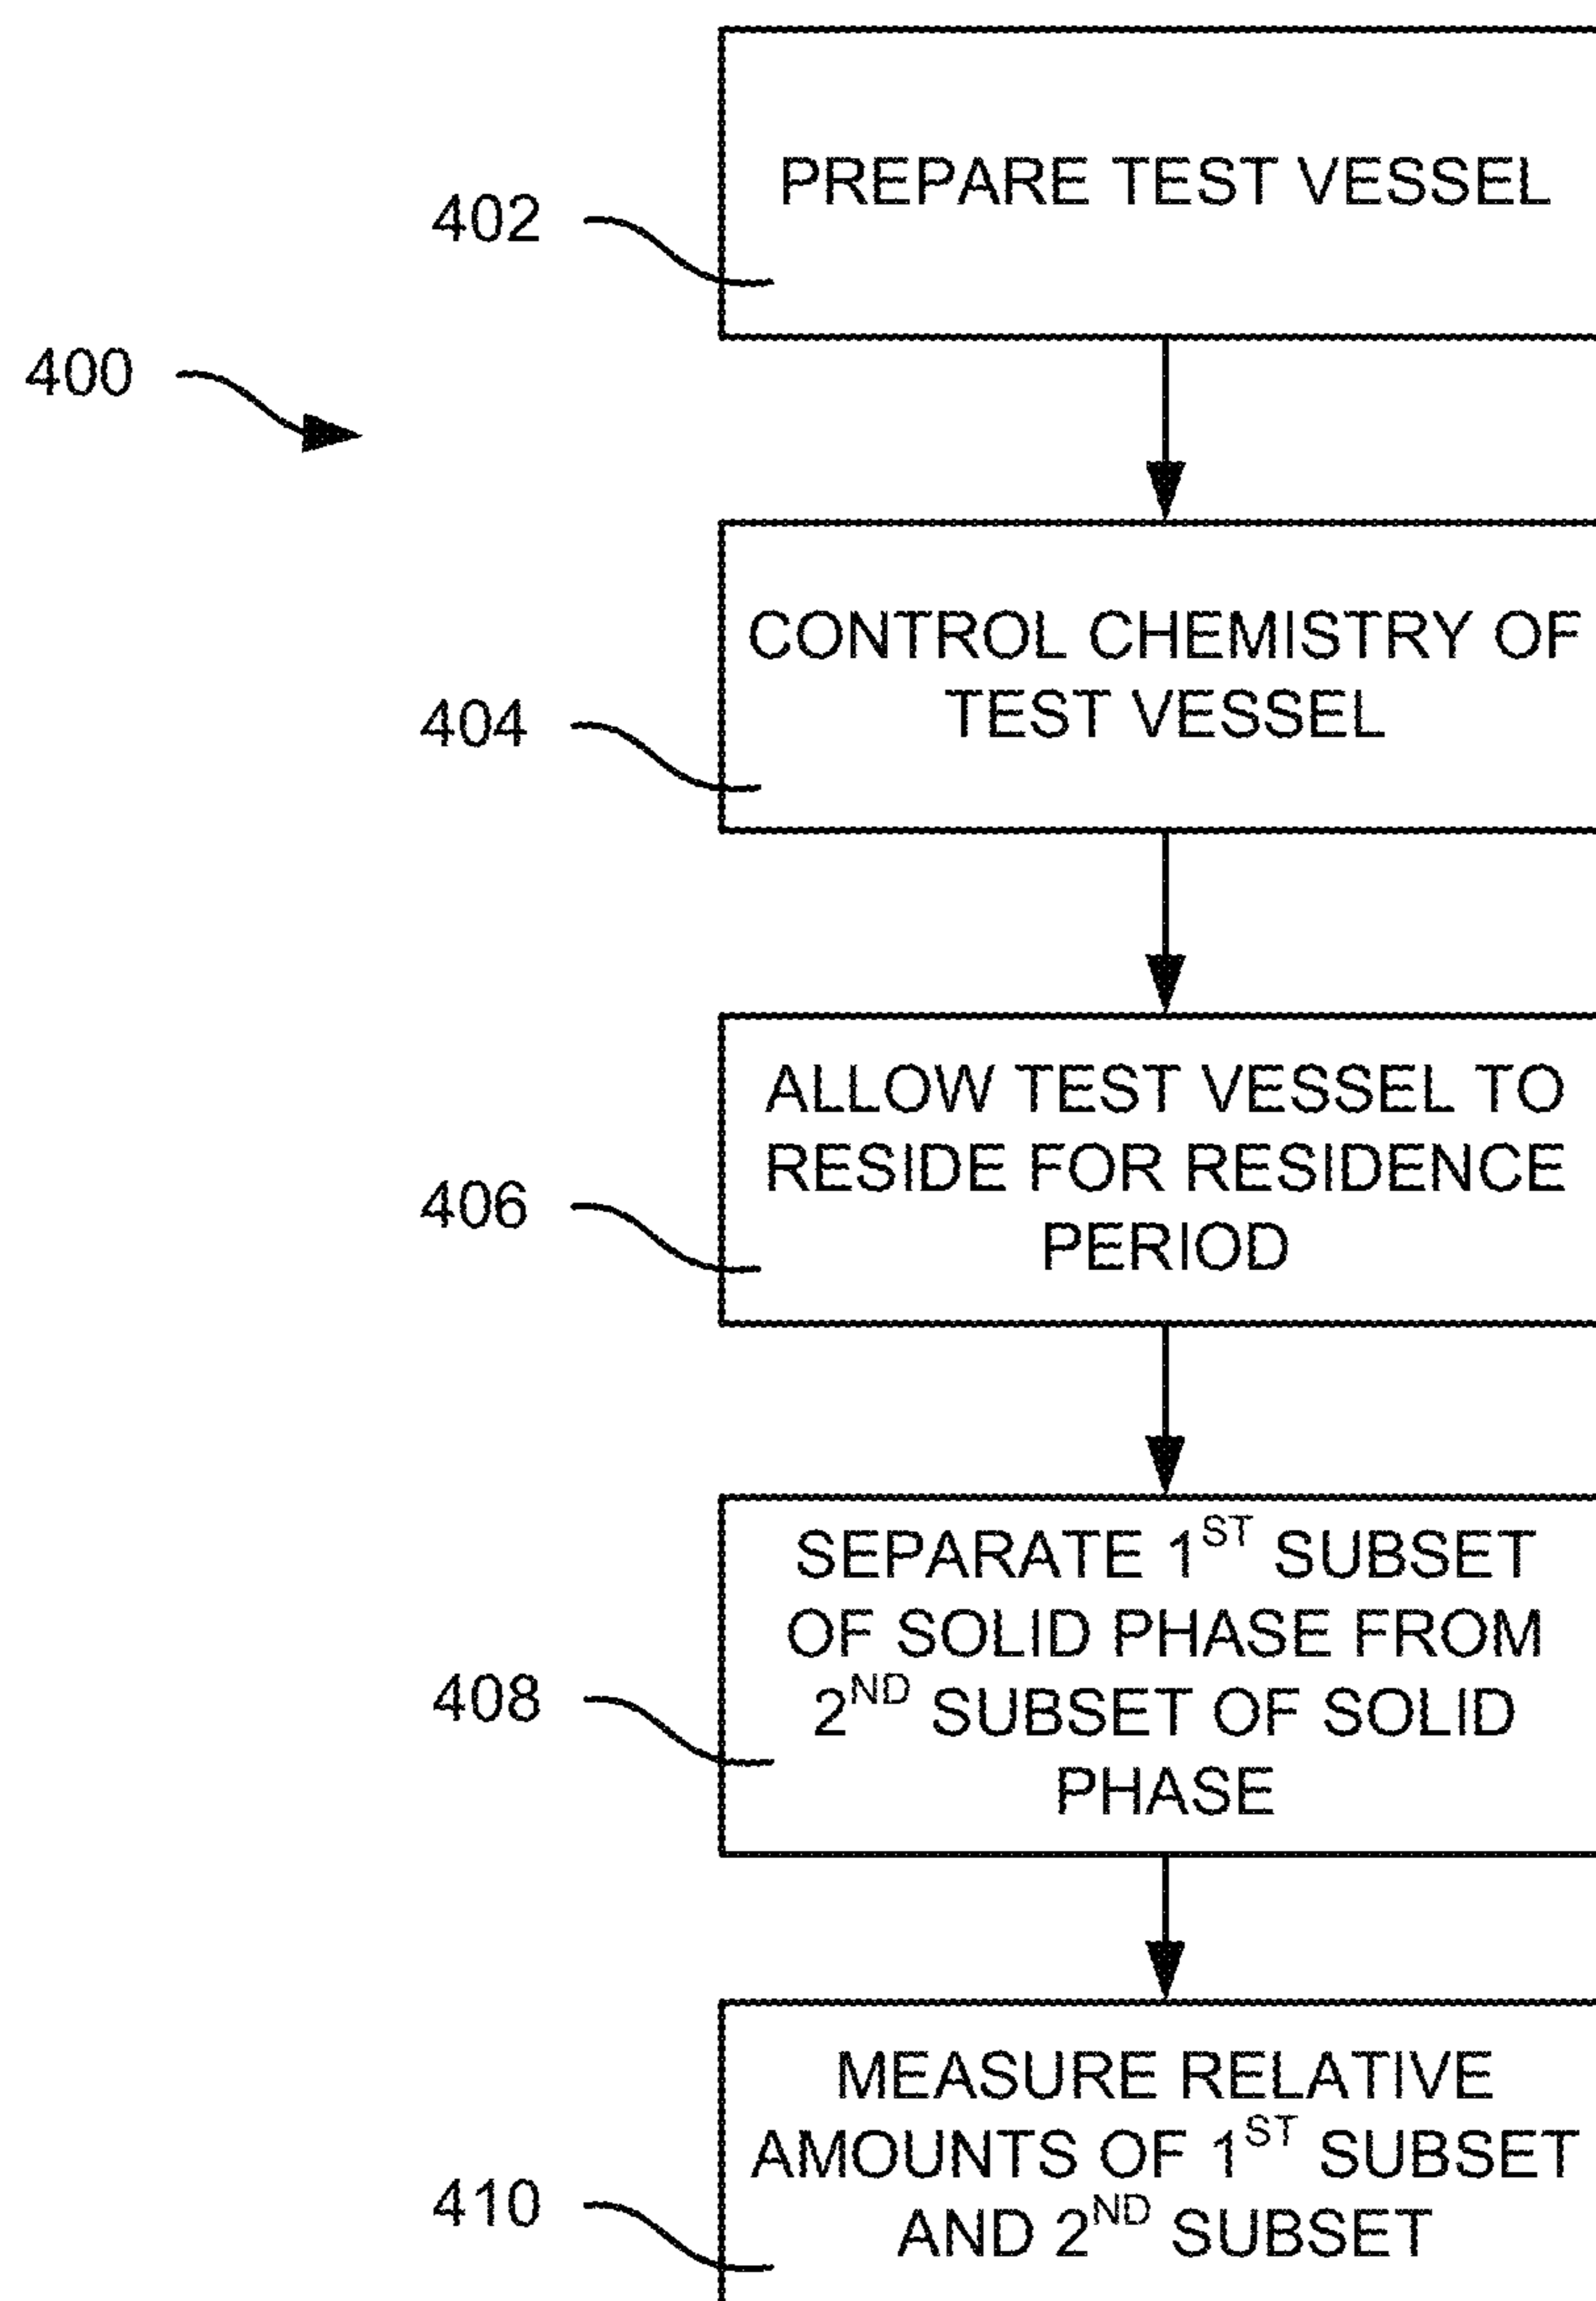 PREPARE TEST VESSEL
402
400
CONTROL CHEMISTRY OF
TEST VESSEL
404
ALLOW TEST VESSEL TO
RESIDE FOR RESIDENCE
PERIOD
406
SEPARATE 1ST SUBSET
OF SOLID PHASE FROM
2ND SUBSET OF SOLID
PHASE
408
MEASURE RELATIVE
AMOUNTS OF 1ST SUBSET
AND 2ND SUBSET
410